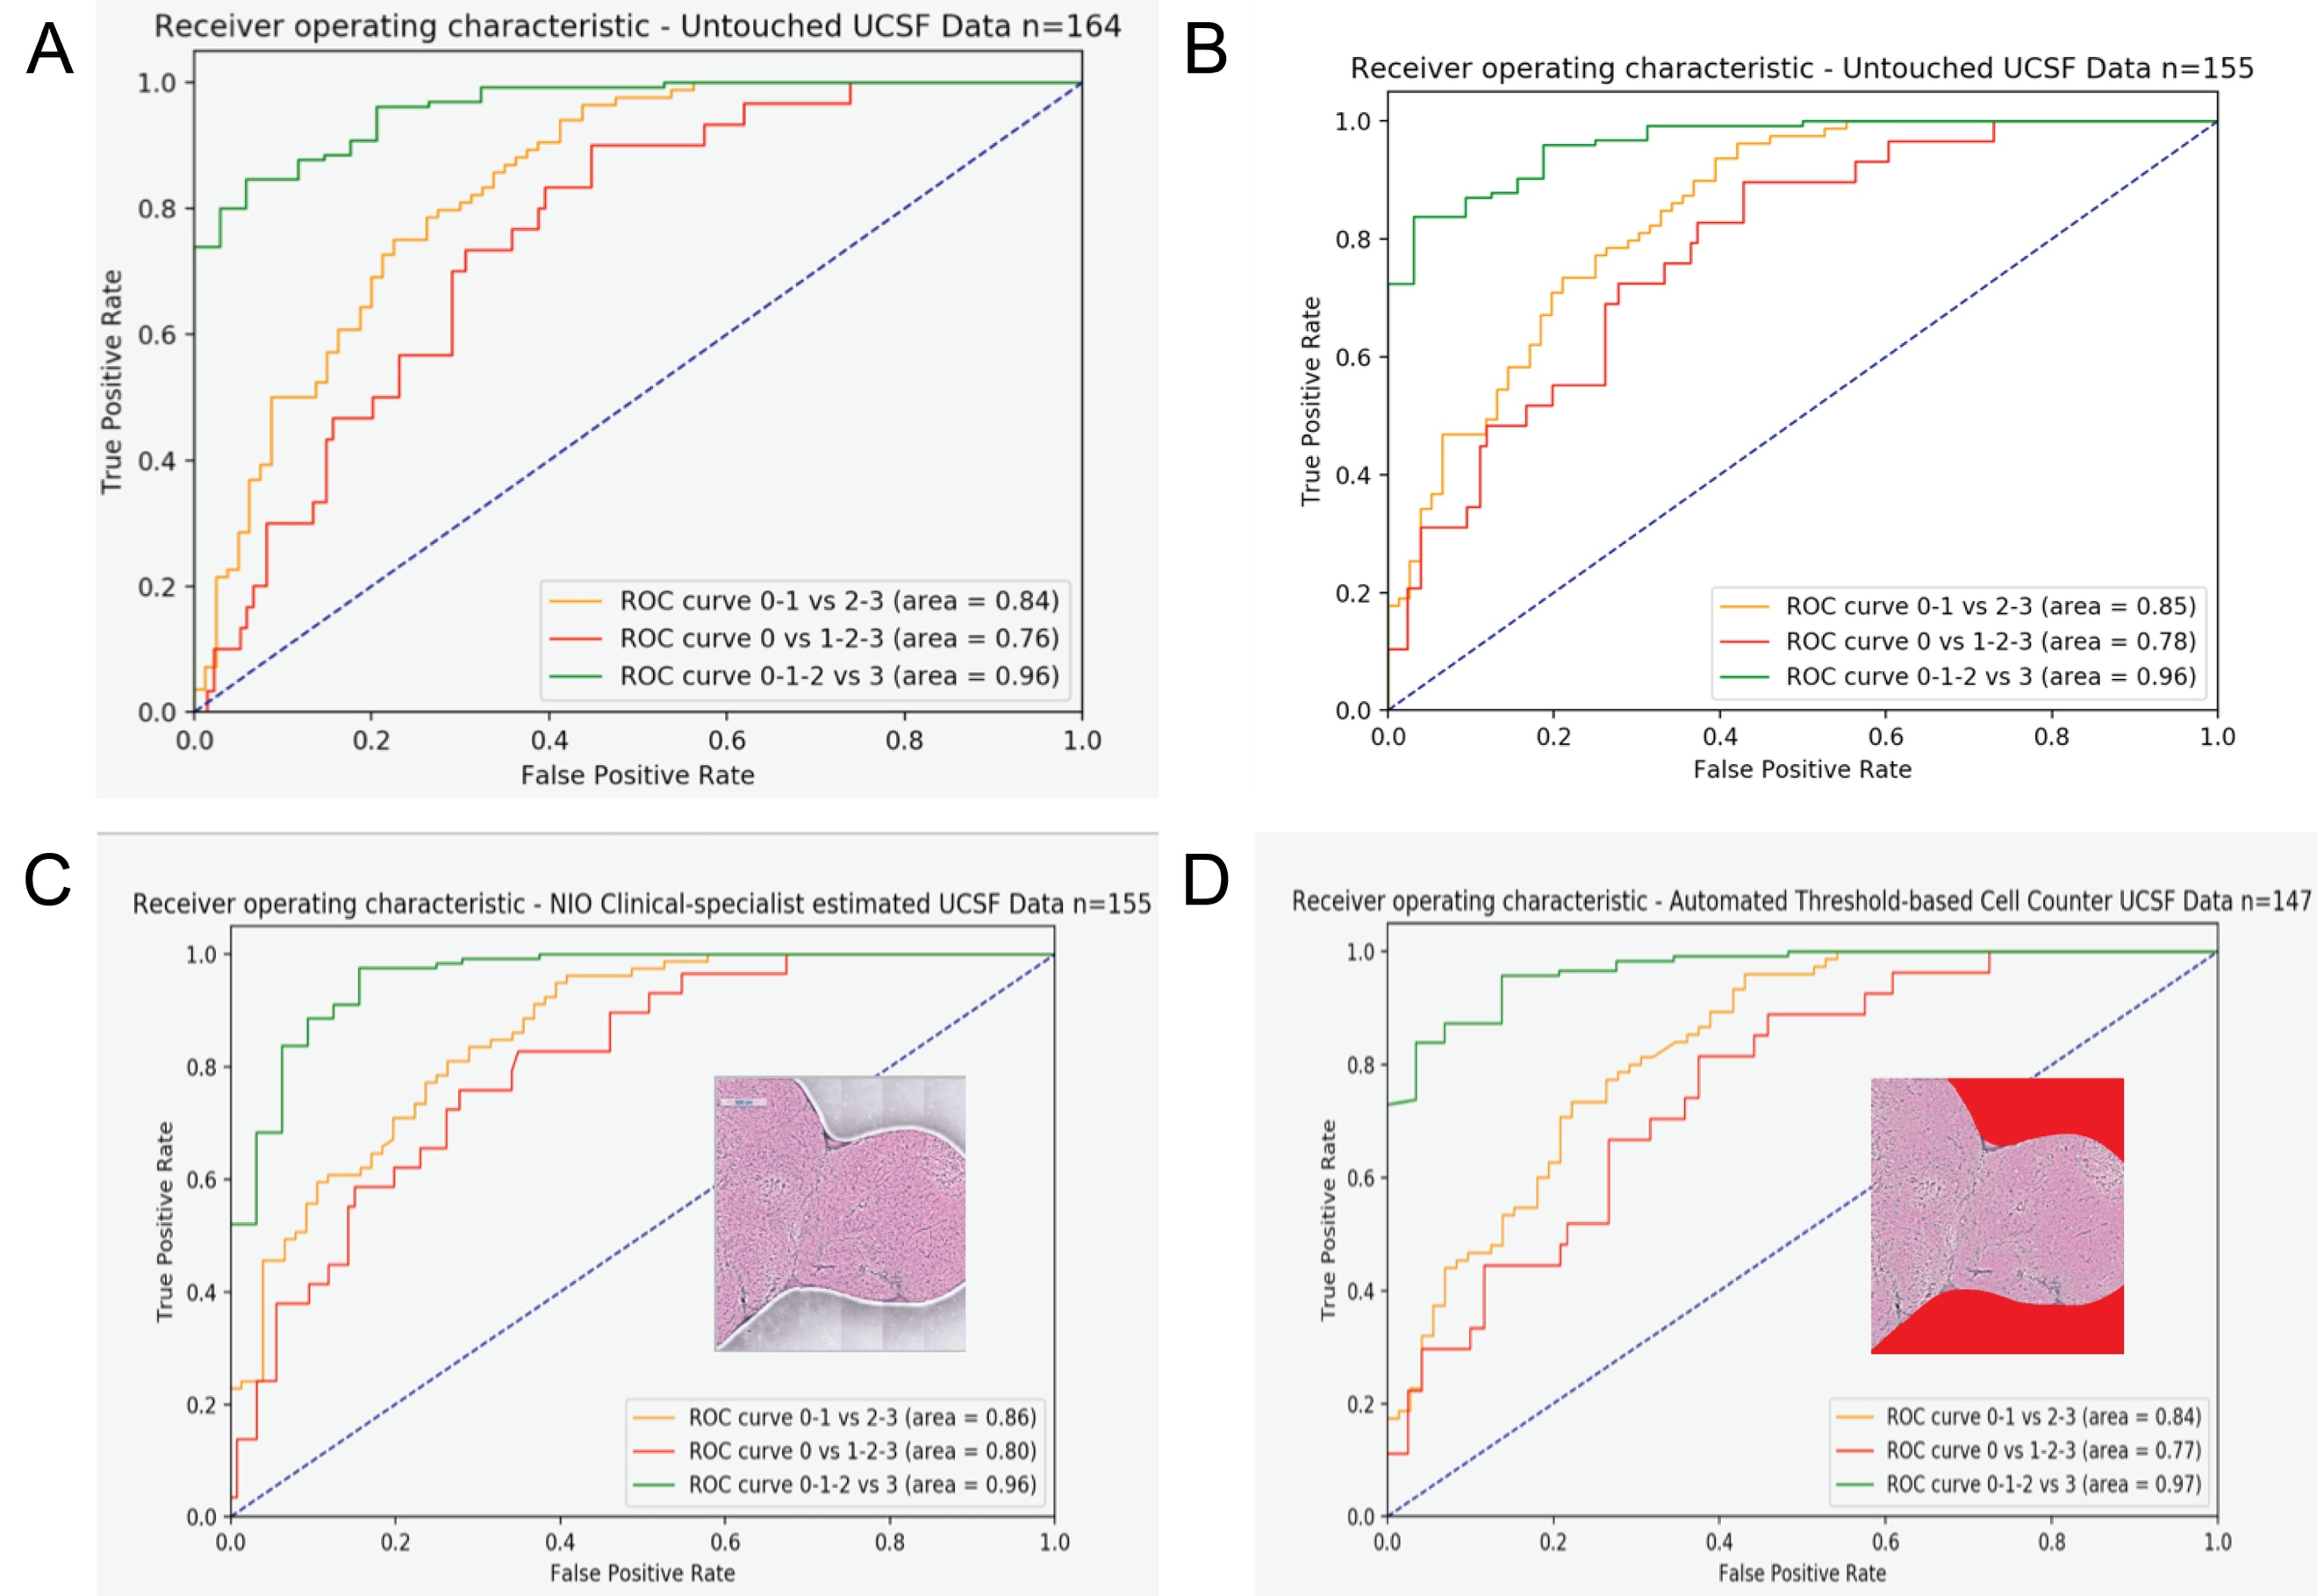 A
Receiver operating characteristic - Untouched UCSF Data n=164
True Positive Rate
1.0
0.8
0.6
0.4
0.2
0.0
0.0 0.2 0.4 0.6 0.8 1.0
False Positive Rate
ROC curve 0-1 vs 2-3 (area = 0.84)
ROC curve 0 vs 1-2-3 (area = 0.76)
ROC curve 0-1-2 vs 3 (area = 0.96)
B
Receiver operating characteristic - Untouched UCSF Data n=155
True Positive Rate
1.0
0.8
0.6
0.4
0.2
0.0
0.0 0.2 0.4 0.6 0.8 1.0
False Positive Rate
ROC curve 0-1 vs 2-3 (area = 0.85)
ROC curve 0 vs 1-2-3 (area = 0.78)
ROC curve 0-1-2 vs 3 (area = 0.96)
C
Receiver operating characteristic - NIO Clinical-specialist estimated UCSF Data n=155
True Positive Rate
1.0
0.8
0.6
0.4
0.2
0.0
0.0 0.2 0.4 0.6 0.8 1.0
False Positive Rate
ROC curve 0-1 vs 2-3 (area = 0.86)
ROC curve 0 vs 1-2-3 (area = 0.80)
ROC curve 0-1-2 vs 3 (area = 0.96)
D
Receiver operating characteristic - Automated Threshold-based Cell Counter UCSF Data n=147
True Positive Rate
1.0
0.8
0.6
0.4
0.2
0.0
0.0 0.2 0.4 0.6 0.8 1.0
False Positive Rate
ROC curve 0-1 vs 2-3 (area = 0.84)
ROC curve 0 vs 1-2-3 (area = 0.77)
ROC curve 0-1-2 vs 3 (area = 0.97)